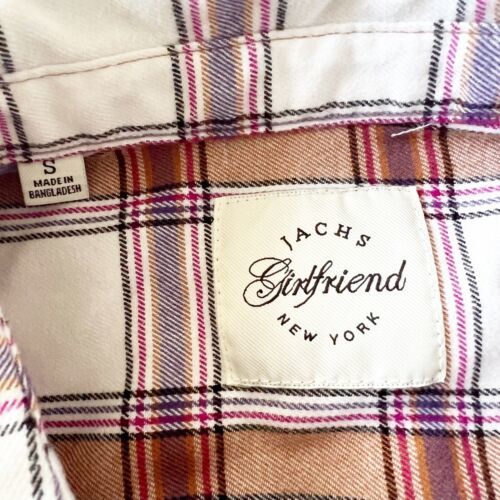 S
MADE IN
BANGLADESH
JACHS
Girlfriend
NEW YORK